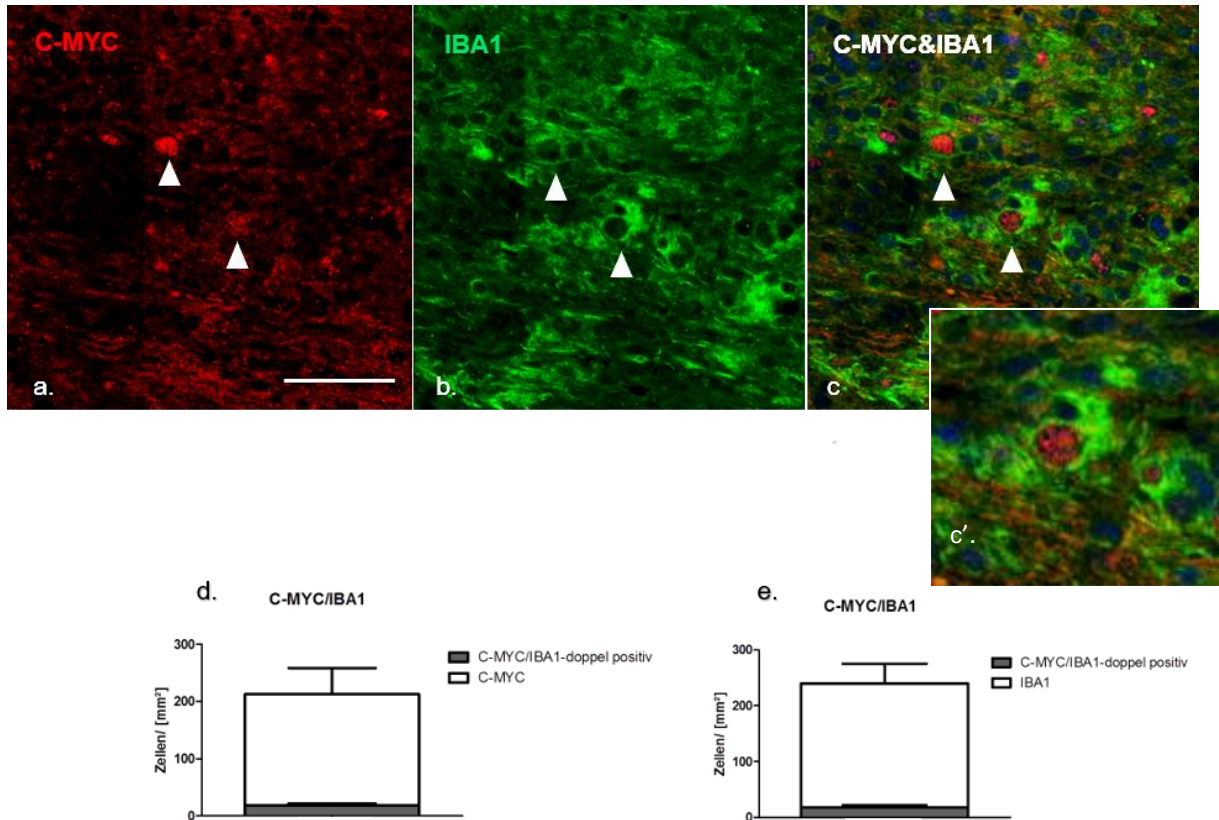 C-MYC
IBA1
C-MYC&IBA1
a.
b.
c
c'.
d.
C-MYC/IBA1
300
200
100
0
Zellen/ [mm²]
C-MYC/IBA1-doppel positiv
C-MYC
e.
C-MYC/IBA1
300
200
100
0
Zellen/ [mm²]
C-MYC/IBA1-doppel positiv
IBA1